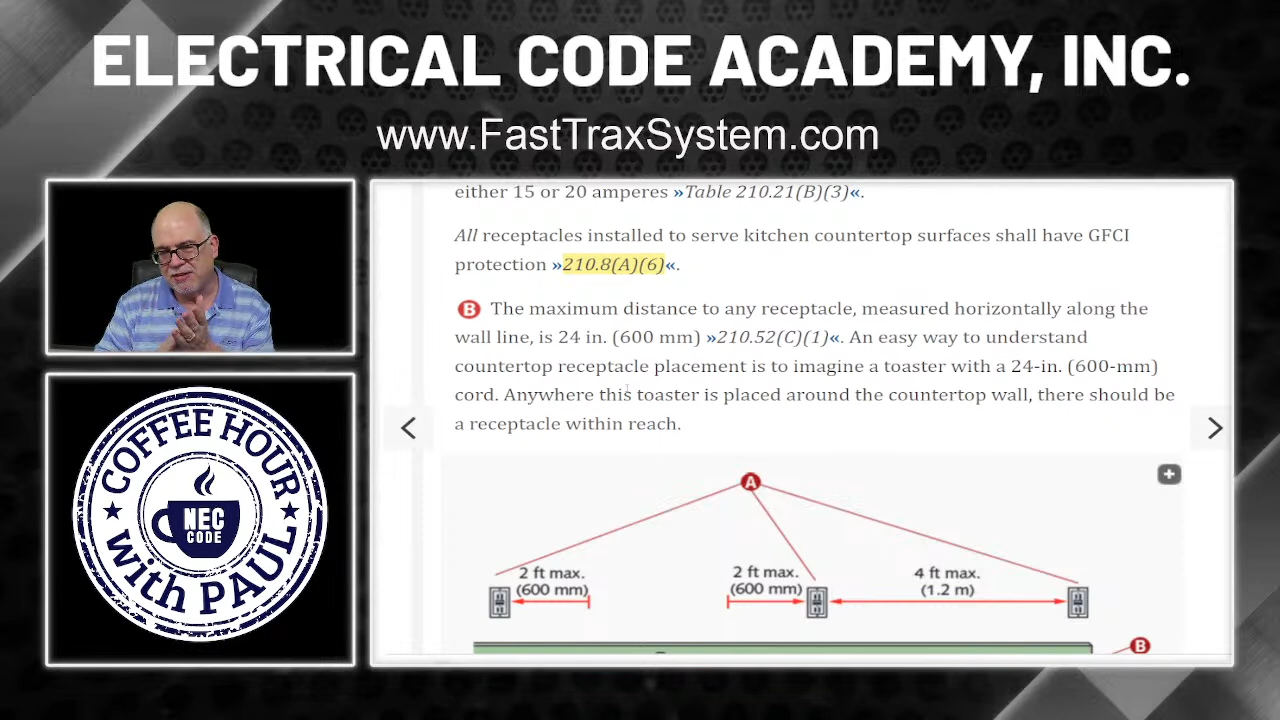 ELECTRICAL CODE ACADEMY, INC.
www.FastTraxSystem.com
either 15 or 20 amperes »Table 210.21(B)(3)«.
All receptacles installed to serve kitchen countertop surfaces shall have GFCI
protection »210.8(A)(6)«.
B The maximum distance to any receptacle, measured horizontally along the
wall line, is 24 in. (600 mm) »210.52(C)(1)«. An easy way to understand
countertop receptacle placement is to imagine a toaster with a 24-in. (600-mm)
cord. Anywhere this toaster is placed around the countertop wall, there should be
a receptacle within reach.
A
2 ft max.
(600 mm)
2 ft max.
(600 mm)
4 ft max.
(1.2 m)
B
COFFEE HOUR
NEC
CODE
with PAUL